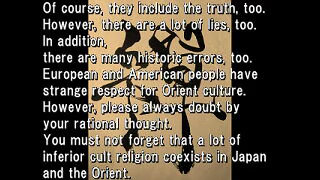 Of course, they include the truth, too.
However, there are a lot of lies, too.
In addition,
there are many historic errors, too.
European and American people have
strange respect for Orient culture.
However, please always doubt by
your rational thought.
You must not forget that a lot of
inferior cult religion coexists in Japan
and the Orient.